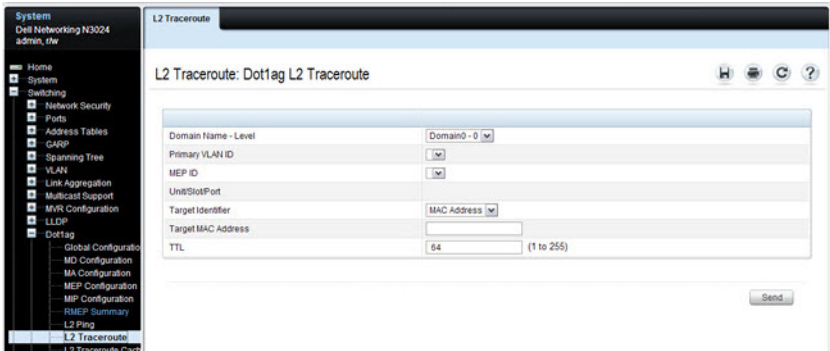 System
Dell Networking N3024
admin, r/w
Home
System
Switching
Network Security
Ports
Address Tables
GARP
Spanning Tree
VLAN
Link Aggregation
Multicast Support
MVR Configuration
LLDP
Dot1ag
Global Configuratio
MD Configuration
MA Configuration
MEP Configuration
MIP Configuration
RMEP Summary
L2 Ping
L2 Traceroute
L2 Traceroute Cach
L2 Traceroute
L2 Traceroute: Dot1ag L2 Traceroute
Domain Name - Level Domain0 - 0
Primary VLAN ID
MEP ID
Unit/Slot/Port
Target Identifier MAC Address
Target MAC Address
TTL 64 (1 to 255)
Send